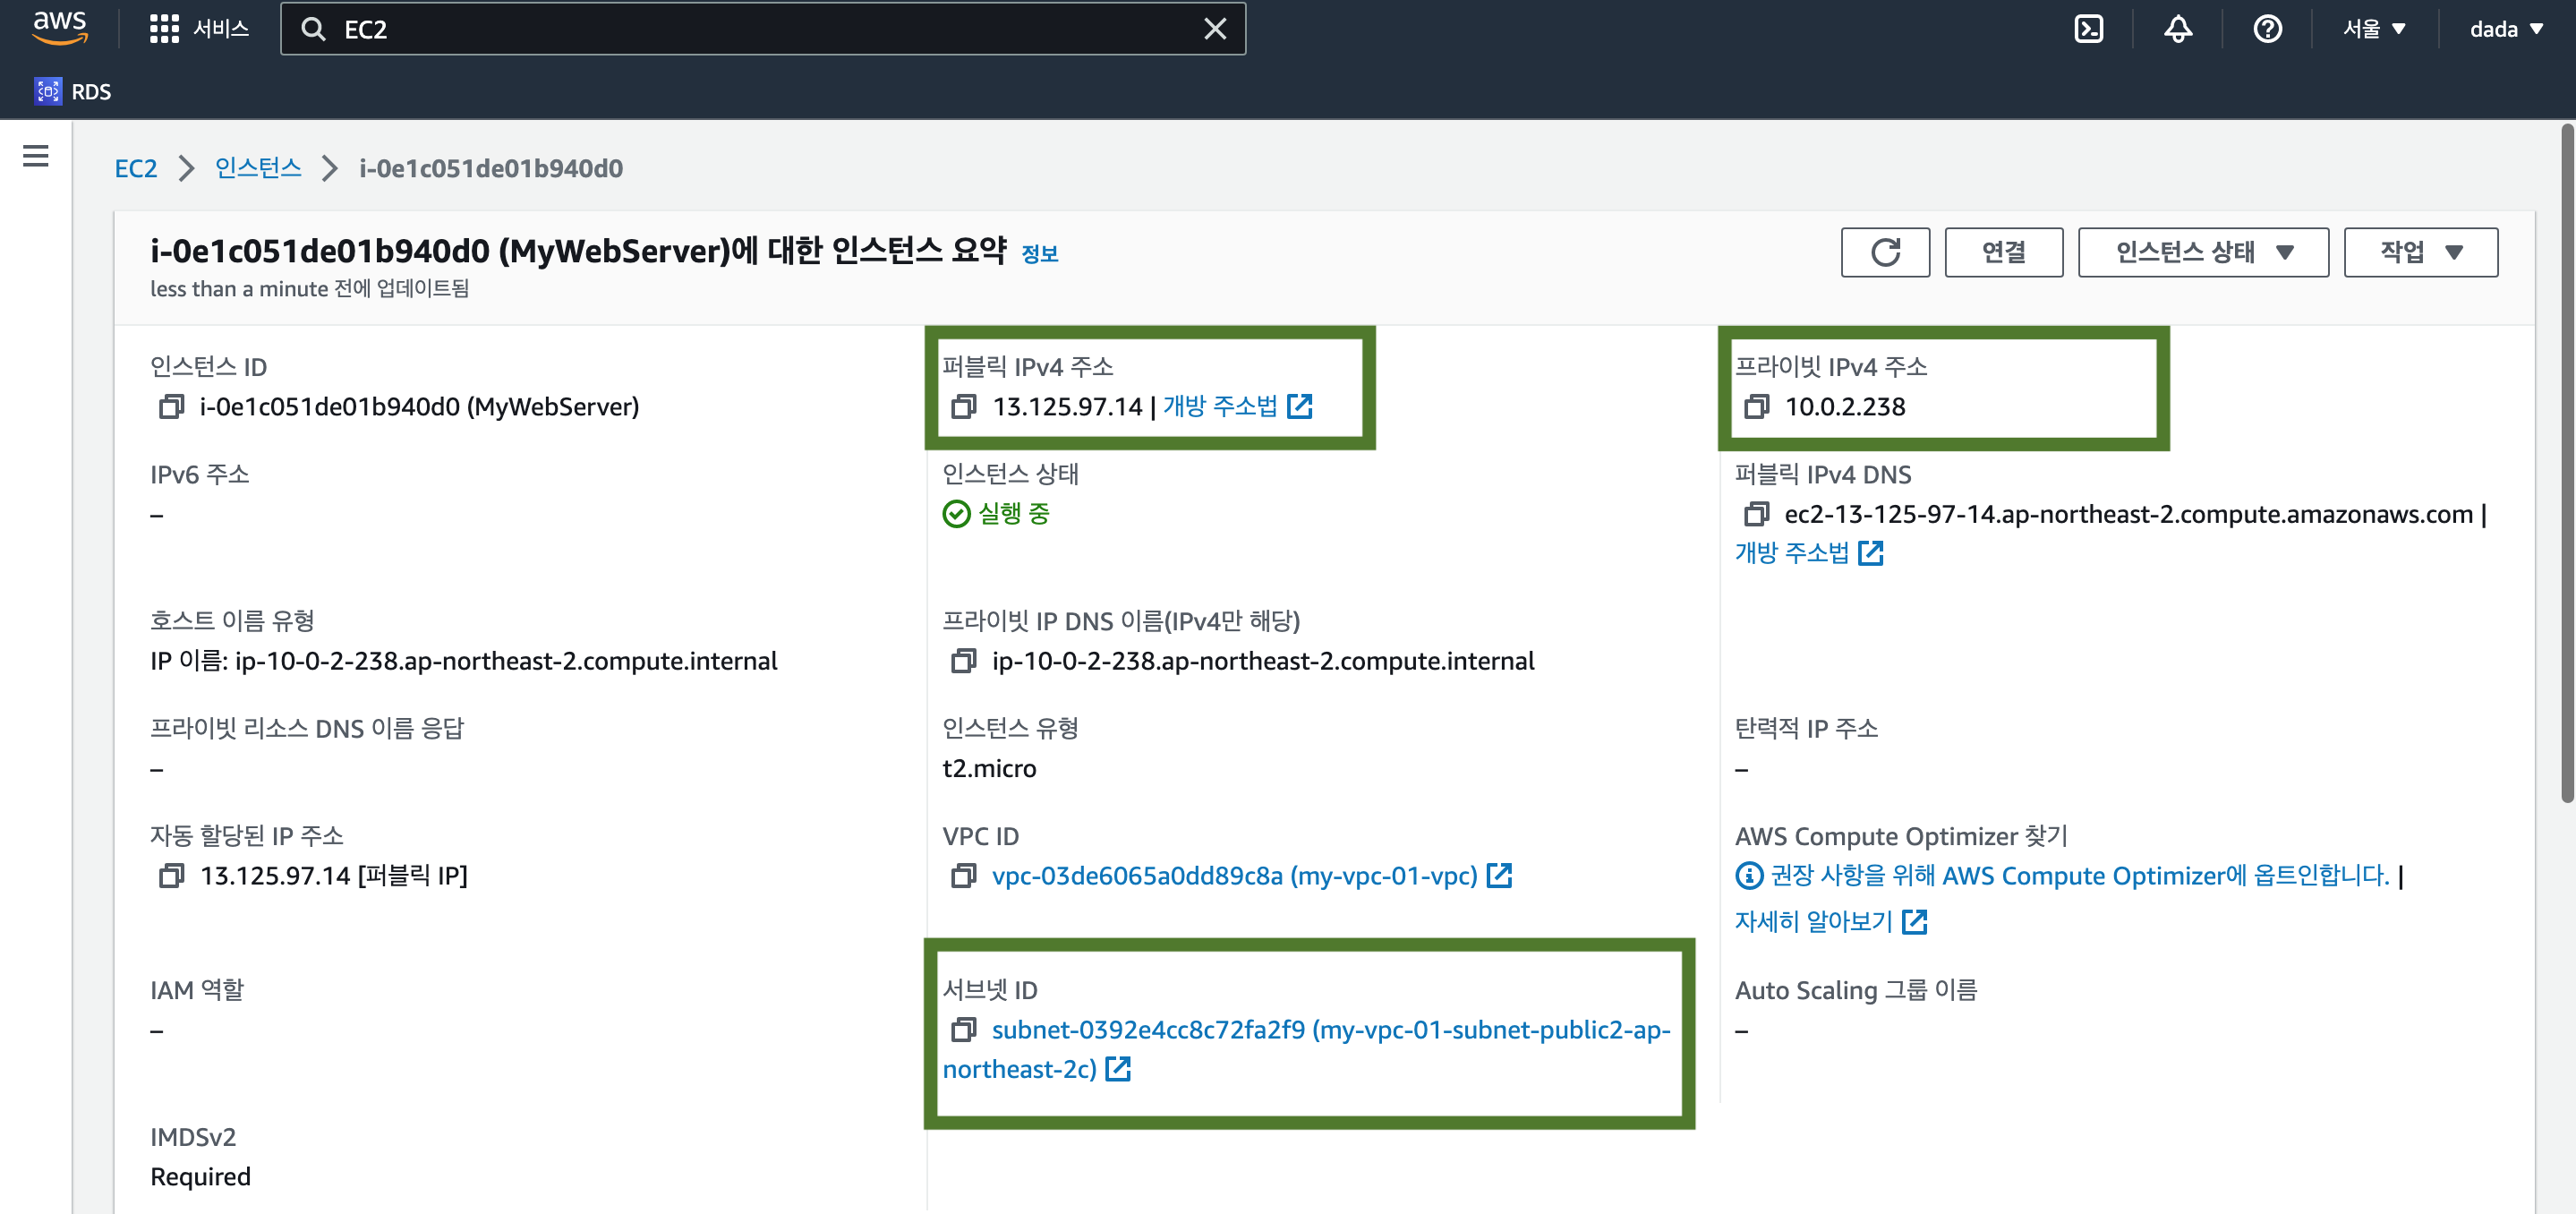 aws
서비스
EC2
서울
dada
RDS
EC2
인스턴스
i-0e1c051de01b940d0
i-0e1c051de01b940d0 (MyWebServer)에 대한 인스턴스 요약 정보
less than a minute 전에 업데이트됨
연결
인스턴스 상태
작업
인스턴스 ID
i-0e1c051de01b940d0 (MyWebServer)
퍼블릭 IPv4 주소
13.125.97.14 | 개방 주소법
프라이빗 IPv4 주소
10.0.2.238
IPv6 주소
–
인스턴스 상태
실행 중
퍼블릭 IPv4 DNS
ec2-13-125-97-14.ap-northeast-2.compute.amazonaws.com |
개방 주소법
호스트 이름 유형
IP 이름: ip-10-0-2-238.ap-northeast-2.compute.internal
프라이빗 IP DNS 이름(IPv4만 해당)
ip-10-0-2-238.ap-northeast-2.compute.internal
프라이빗 리소스 DNS 이름 응답
–
인스턴스 유형
t2.micro
탄력적 IP 주소
–
자동 할당된 IP 주소
13.125.97.14 [퍼블릭 IP]
VPC ID
vpc-03de6065a0dd89c8a (my-vpc-01-vpc)
AWS Compute Optimizer 찾기
권장 사항을 위해 AWS Compute Optimizer에 옵트인합니다. |
자세히 알아보기
IAM 역할
–
서브넷 ID
subnet-0392e4cc8c72fa2f9 (my-vpc-01-subnet-public2-ap-
northeast-2c)
Auto Scaling 그룹 이름
–
IMDSv2
Required